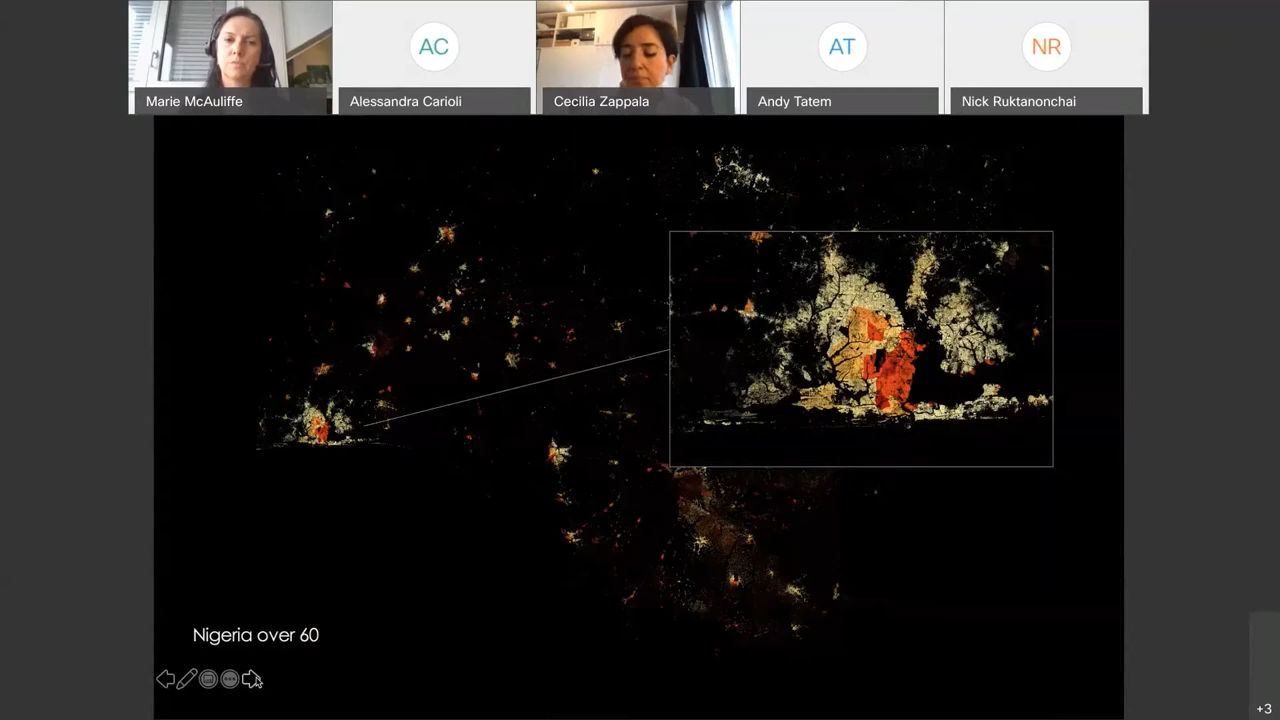 AC
AT
NR
Marie McAuliffe
Alessandra Carioli
Cecilia Zappala
Andy Tatem
Nick Ruktanonchai
Nigeria over 60
+3